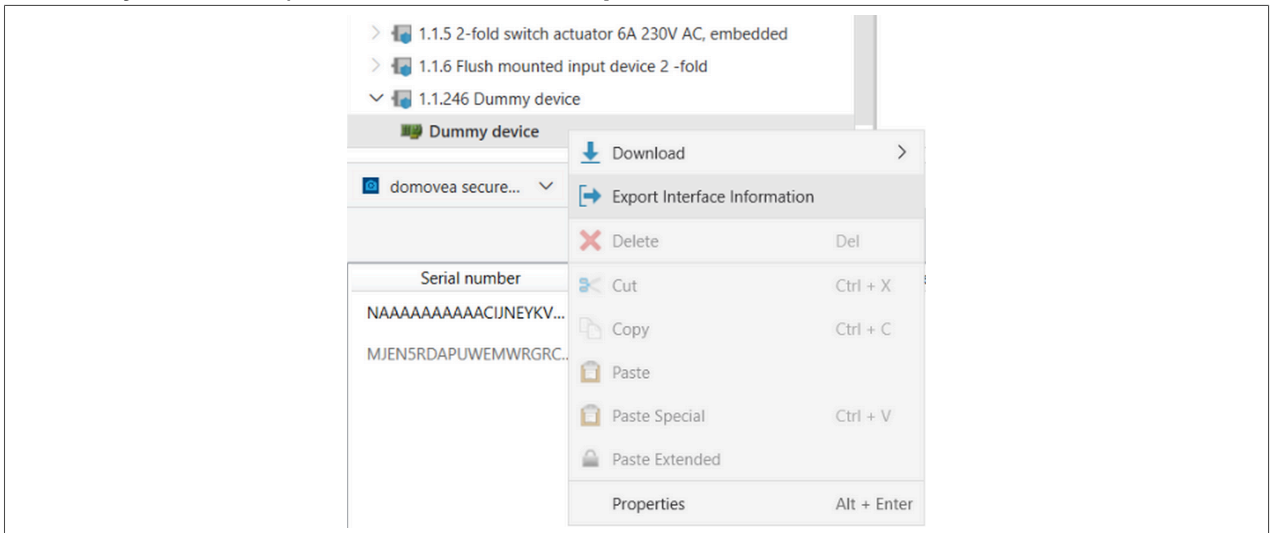 1.1.5 2-fold switch actuator 6A 230V AC, embedded
1.1.6 Flush mounted input device 2 -fold
1.1.246 Dummy device
Dummy device
Download
domovea secure...
Export Interface Information
Delete Del
Serial number
Cut Ctrl + X
NAAAAAAAAAACIJNEYKV...
Copy Ctrl + C
MJEN5RDAPUWEMWRGRC..
Paste
Paste Special Ctrl + V
Paste Extended
Properties Alt + Enter